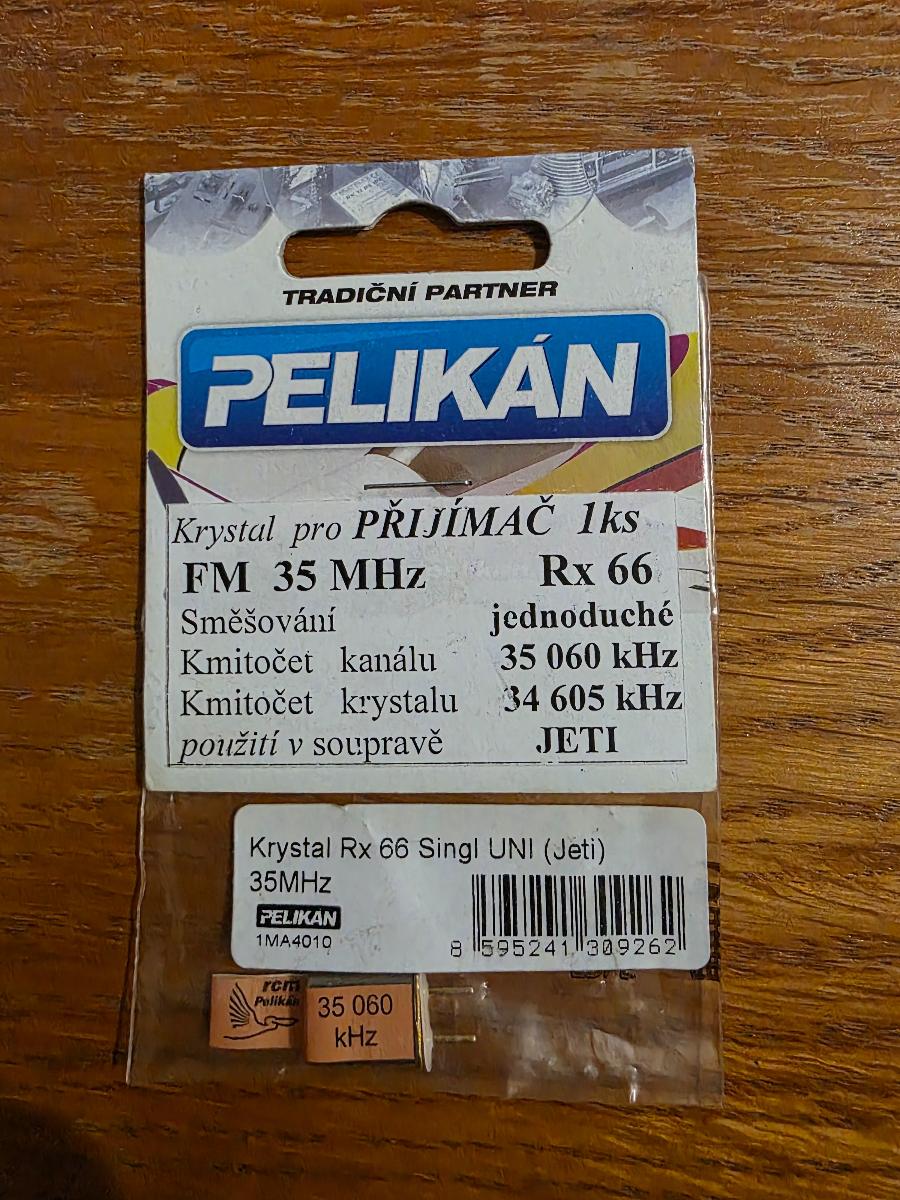 TRADIČNÍ PARTNER
PELIKÁN
Krystal pro PŘIJÍMAČ 1ks
FM 35 MHz Rx 66
Směšování jednoduché
Kmitočet kanálu 35 060 kHz
Kmitočet krystalu 34 605 kHz
použití v soupravě JETI
Krystal Rx 66 Singl UNI (Jeti)
35MHz
PELIKÁN
1MA4010
8 595241 309262
rcm
Pelikán
35 060
kHz